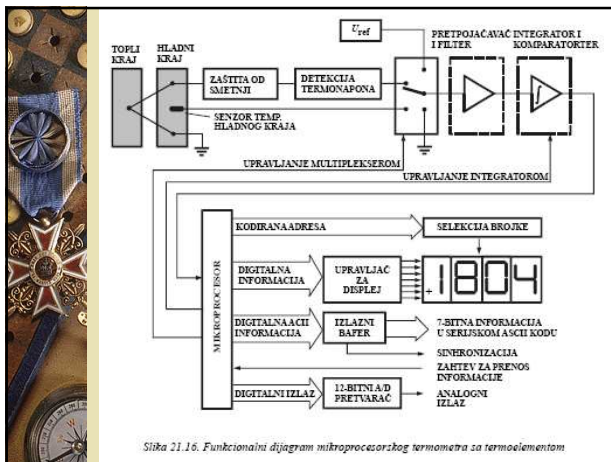 U ref
TOPLI
KRAJ
HLADNI
KRAJ
PRETPOJAČAVAČ
I FILTER
INTEGRATOR I
KOMPARATORTER
ZAŠTITA OD
SMETNJI
DETEKCIJA
TERMONAPONA
SENZOR TEMP.
HLADNOG KRAJA
UPRAVLJANJE MULTIPLEKSEROM
UPRAVLJANJE INTEGRATOROM
MIKROPROCESOR
KODIRANA ADRESA
SELEKCIJA BROJKE
DIGITALNA
INFORMACIJA
UPRAVLJAČ
ZA
DISPLEJ
+1804
DIGITALNA ACII
INFORMACIJA
IZLAZNI
BAFER
7-BITNA INFORMACIJA
U SERIJSKOM ASCII KODU
SINHRONIZACIJA
ZAHTEV ZA PRENOS
INFORMACIJE
DIGITALNI IZLAZ
12-BITNI A/D
PRETVARAČ
ANALOGNI
IZLAZ
Slika 21.16. Funkcionalni dijagram mikroprocesorskog termometra sa termoelementom